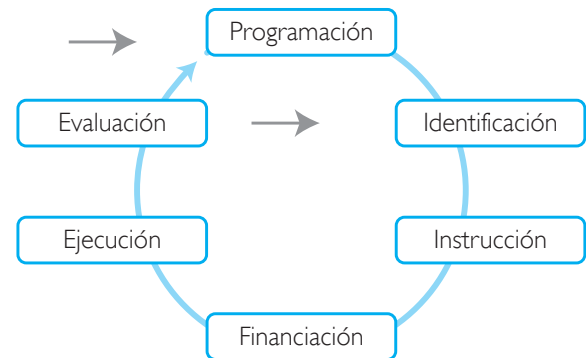 Programación
Evaluación
Identificación
Ejecución
Instrucción
Financiación